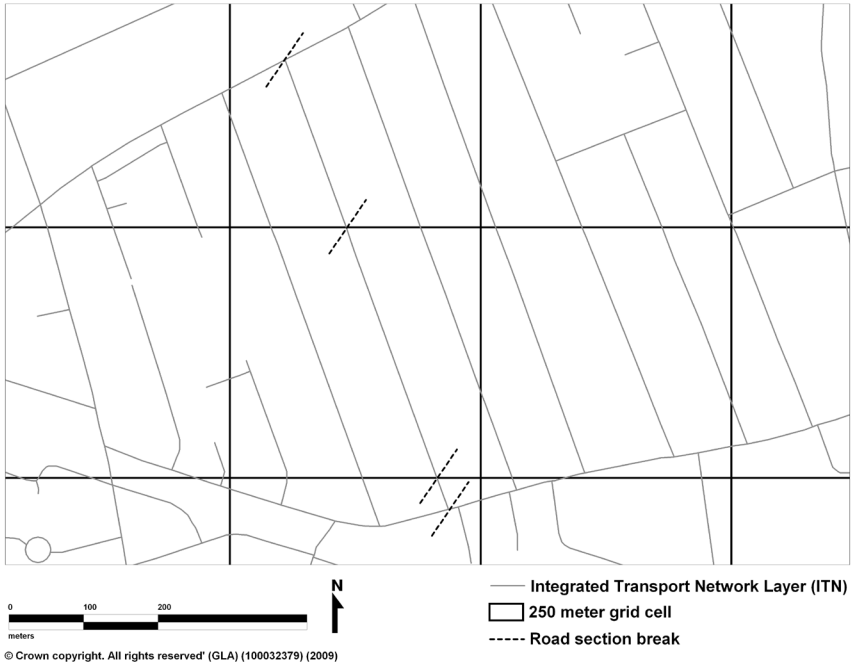 N
0 100 200
meters
Integrated Transport Network Layer (ITN)
250 meter grid cell
Road section break
© Crown copyright. All rights reserved' (GLA) (100032379) (2009)